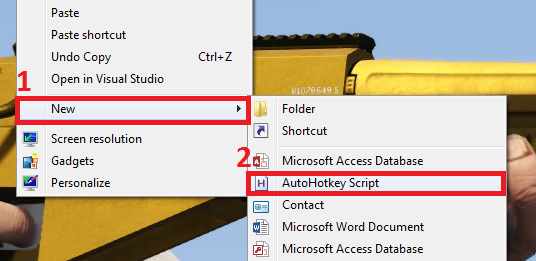 Paste
Paste shortcut
Undo Copy Ctrl+Z
Open in Visual Studio
1
New
Screen resolution
Gadgets
Personalize
81078649 5
Folder
Shortcut
2
Microsoft Access Database
AutoHotkey Script
Contact
Microsoft Word Document
Microsoft Access Database